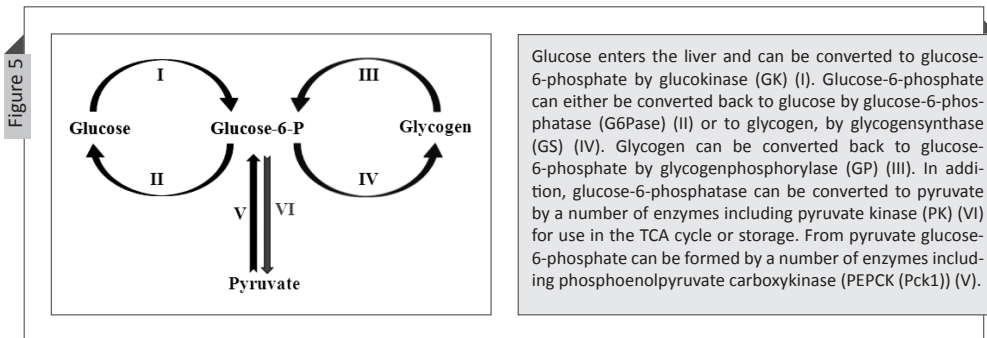 Figure 5
I
III
Glucose
Glucose-6-P
Glycogen
II
IV
V
VI
Pyruvate
Glucose enters the liver and can be converted to glucose-
6-phosphate by glucokinase (GK) (I). Glucose-6-phosphate
can either be converted back to glucose by glucose-6-phos-
phatase (G6Pase) (II) or to glycogen, by glycogensynthase
(GS) (IV). Glycogen can be converted back to glucose-
6-phosphate by glycogenphosphorylase (GP) (III). In addi-
tion, glucose-6-phosphatase can be converted to pyruvate
by a number of enzymes including pyruvate kinase (PK) (VI)
for use in the TCA cycle or storage. From pyruvate glucose-
6-phosphate can be formed by a number of enzymes includ-
ing phosphoenolpyruvate carboxykinase (PEPCK (Pck1)) (V).